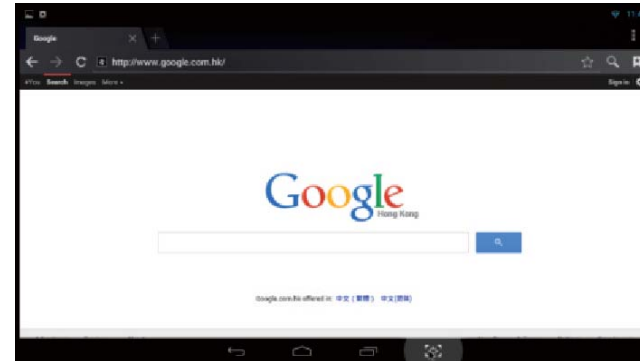 Google
http://www.google.com.hk/
+You Search Images More
Sign in
Google
Hong Kong
Google.com.hk offered in: 中文(繁體) 中文(简体)